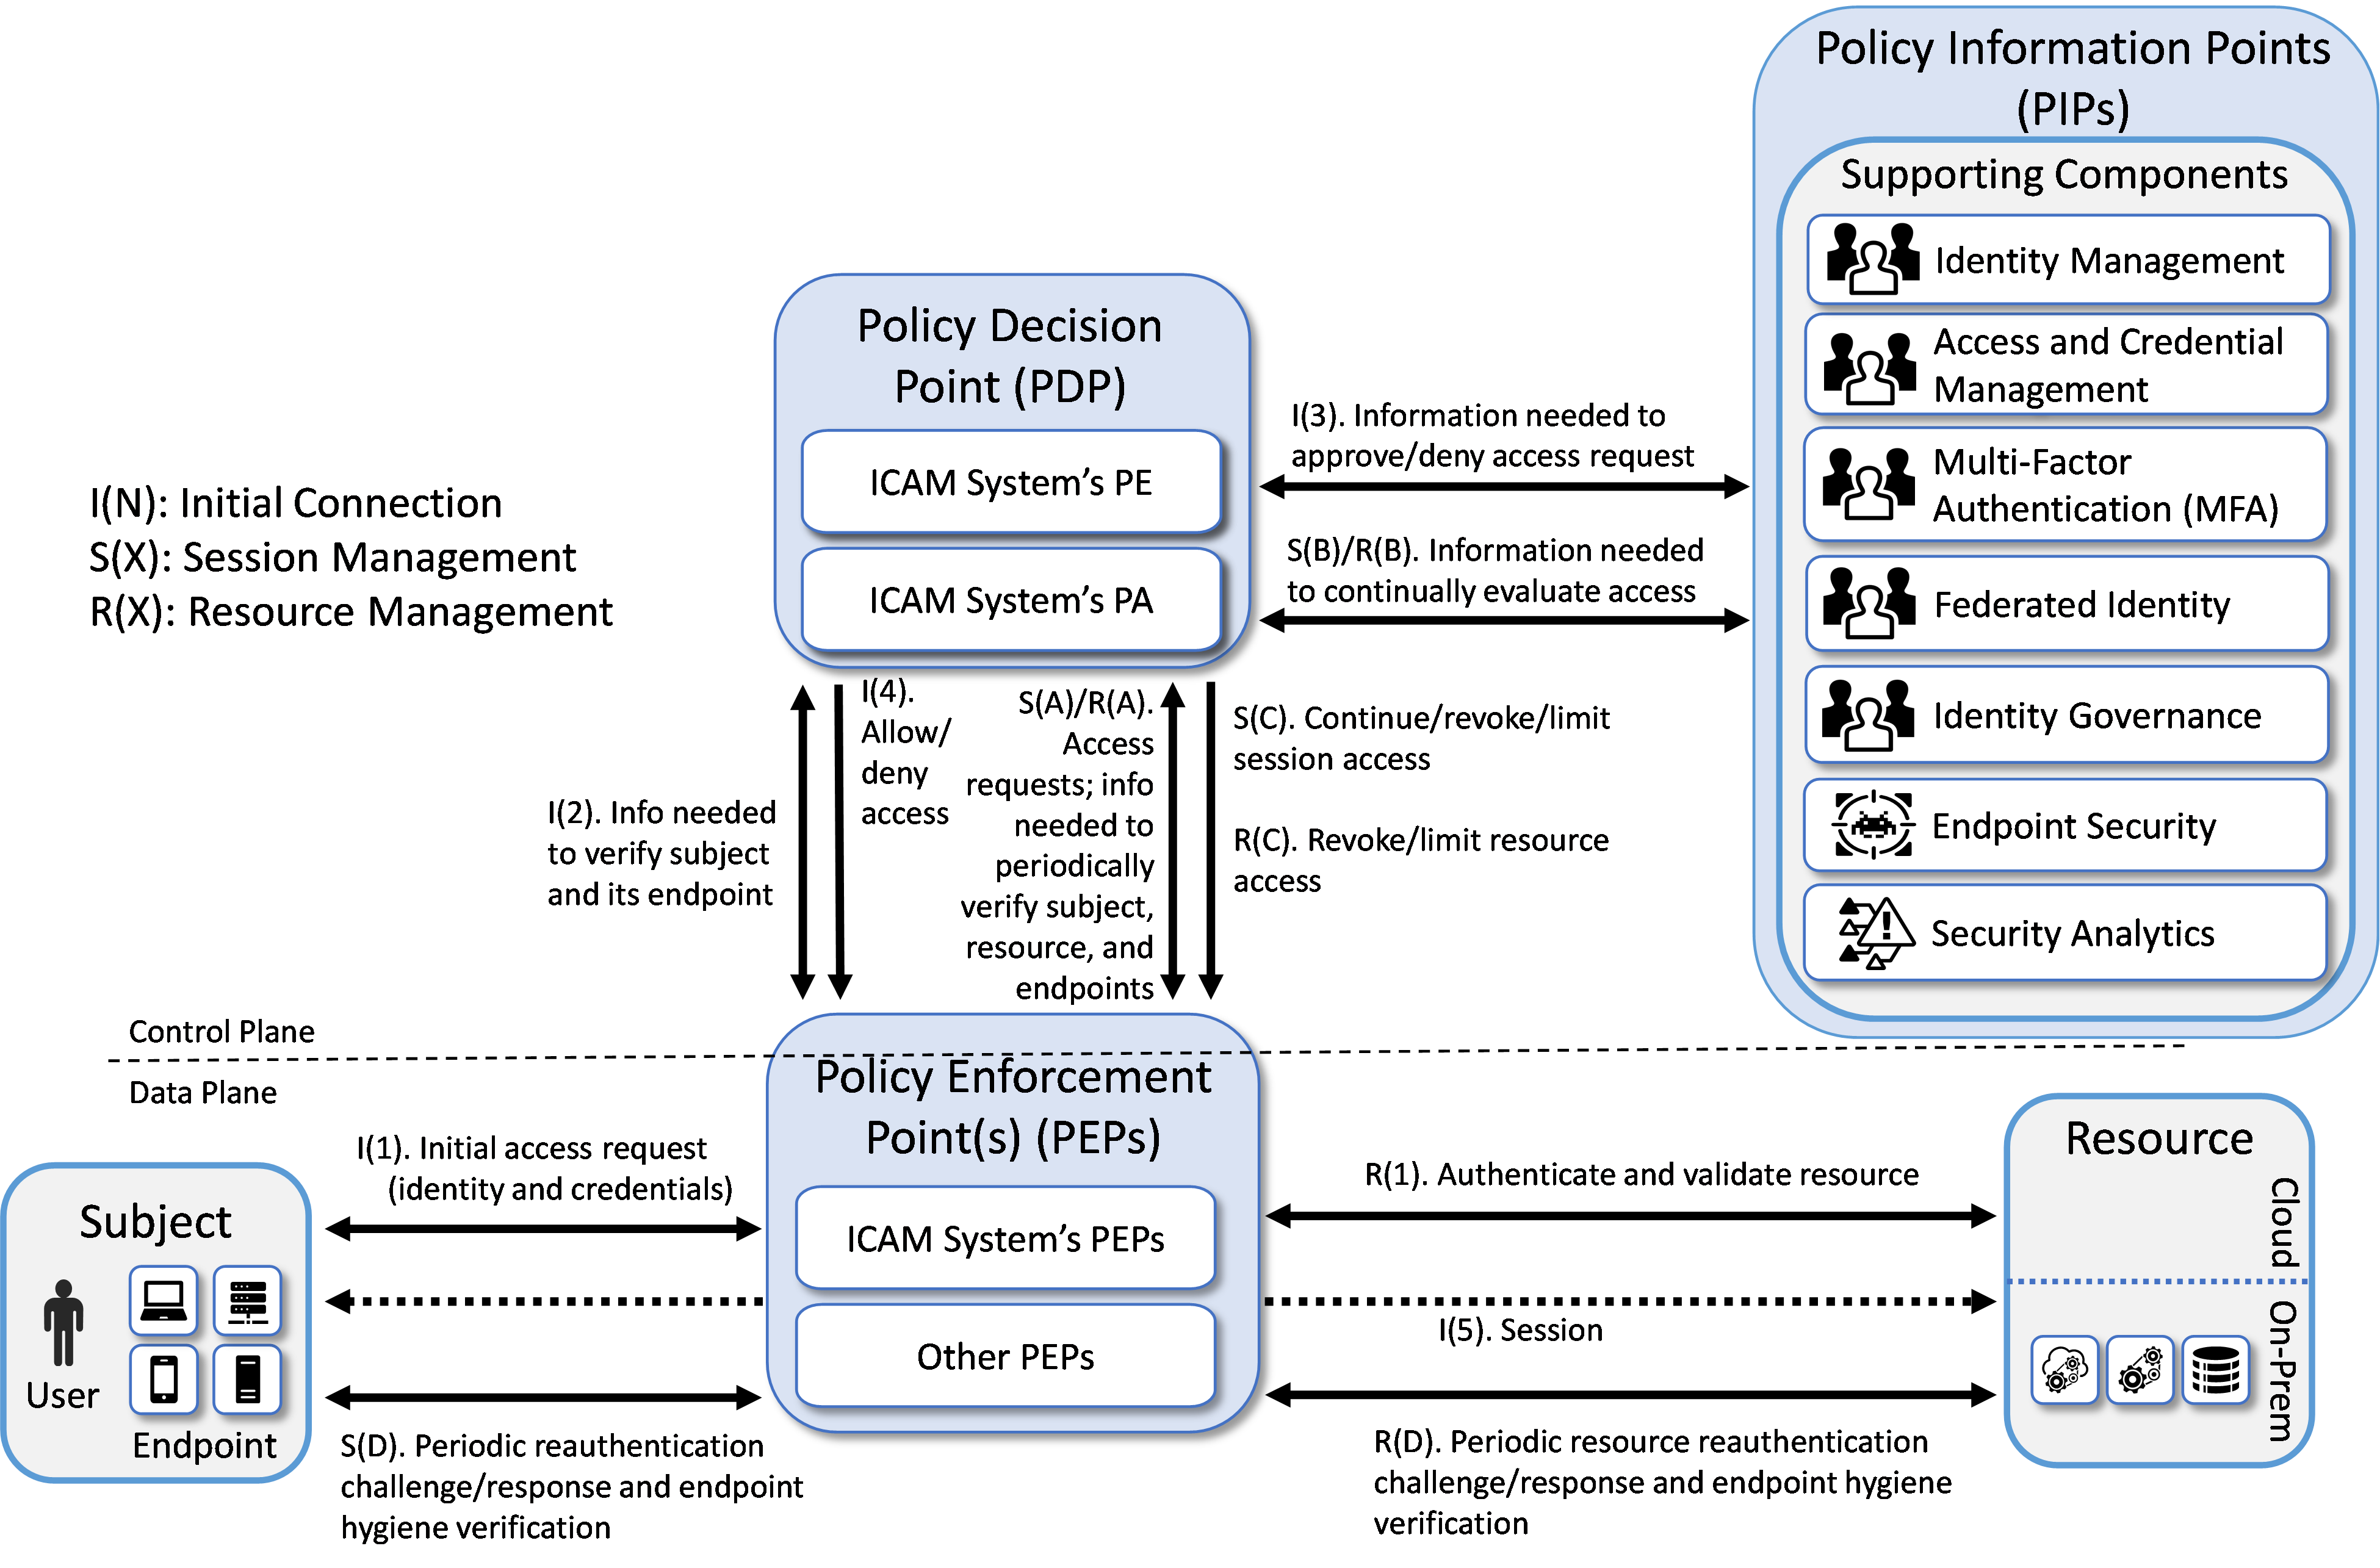 Policy Information Points
(PIPs)
Supporting Components
Identity Management
Access and Credential
Management
Multi-Factor
Authentication (MFA)
Federated Identity
Identity Governance
Endpoint Security
Security Analytics
Policy Decision
Point (PDP)
ICAM System's PE
ICAM System's PA
I(3). Information needed to
approve/deny access request
S(B)/R(B). Information needed
to continually evaluate access
I(N): Initial Connection
S(X): Session Management
R(X): Resource Management
I(2). Info needed
to verify subject
and its endpoint
I(4).
Allow/
deny
access
S(A)/R(A).
Access
requests; info
needed to
periodically
verify subject,
resource, and
endpoints
S(C). Continue/revoke/limit
session access
R(C). Revoke/limit resource
access
Control Plane
Data Plane
Policy Enforcement
Point(s) (PEPs)
ICAM System's PEPs
Other PEPs
Subject
User
Endpoint
I(1). Initial access request
(identity and credentials)
S(D). Periodic reauthentication
challenge/response and endpoint
hygiene verification
R(1). Authenticate and validate resource
I(5). Session
R(D). Periodic resource reauthentication
challenge/response and endpoint hygiene
verification
Resource
Cloud
On-Prem